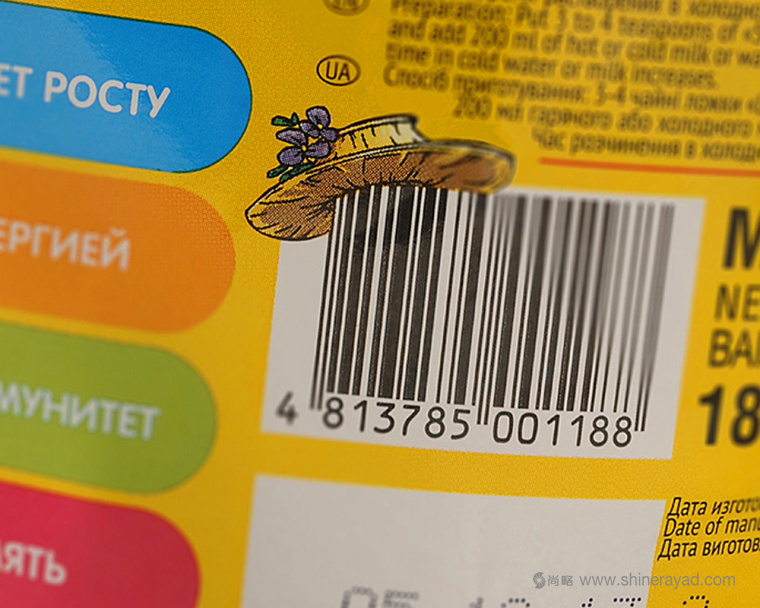 Preparation: Put 3 to 4 teaspoons of
and add 200 ml of hot or cold milk or
time in cold water or milk increases.
UA
Спосіб приготування: 3-4 чайні ложки
200 мл гарячого або холодного
Час розчинення в
ЕТ РОСТУ
ЕРГИЕЙ
МУНИТЕТ
ЯТЬ
4 813785 001188
M
NE
BA
18
Дата изгото
Date of manu
Дата виготов
尚略 www.shinerayad.com